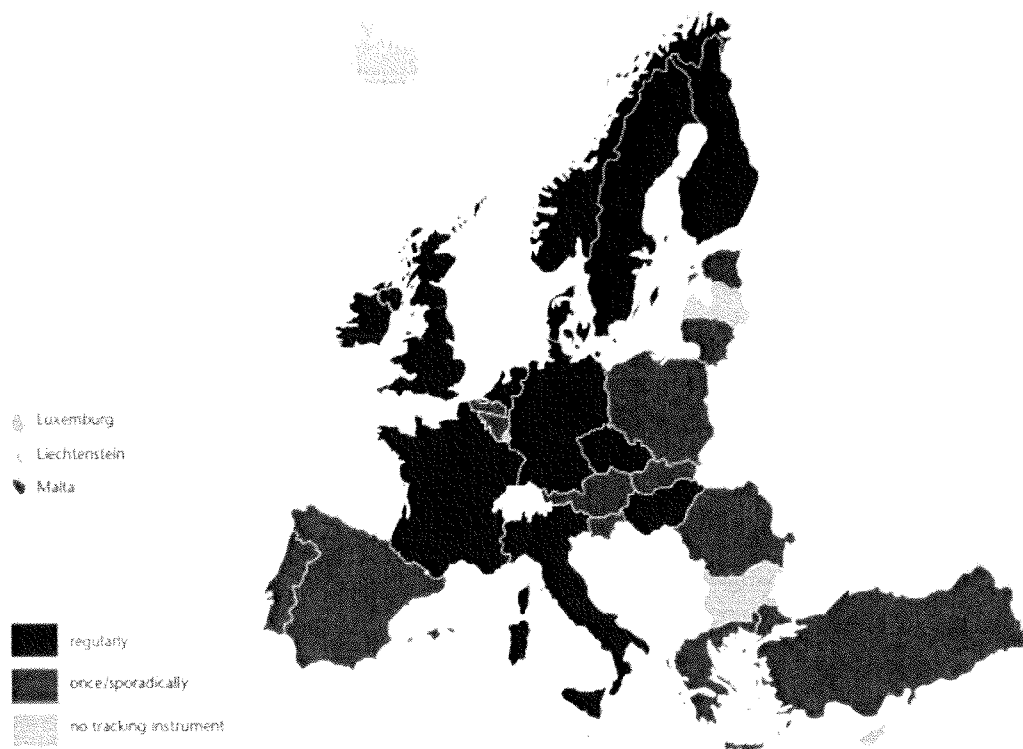 Luxemburg
Liechtenstein
Malta
regularly
once/sporadically
no tracking instrument